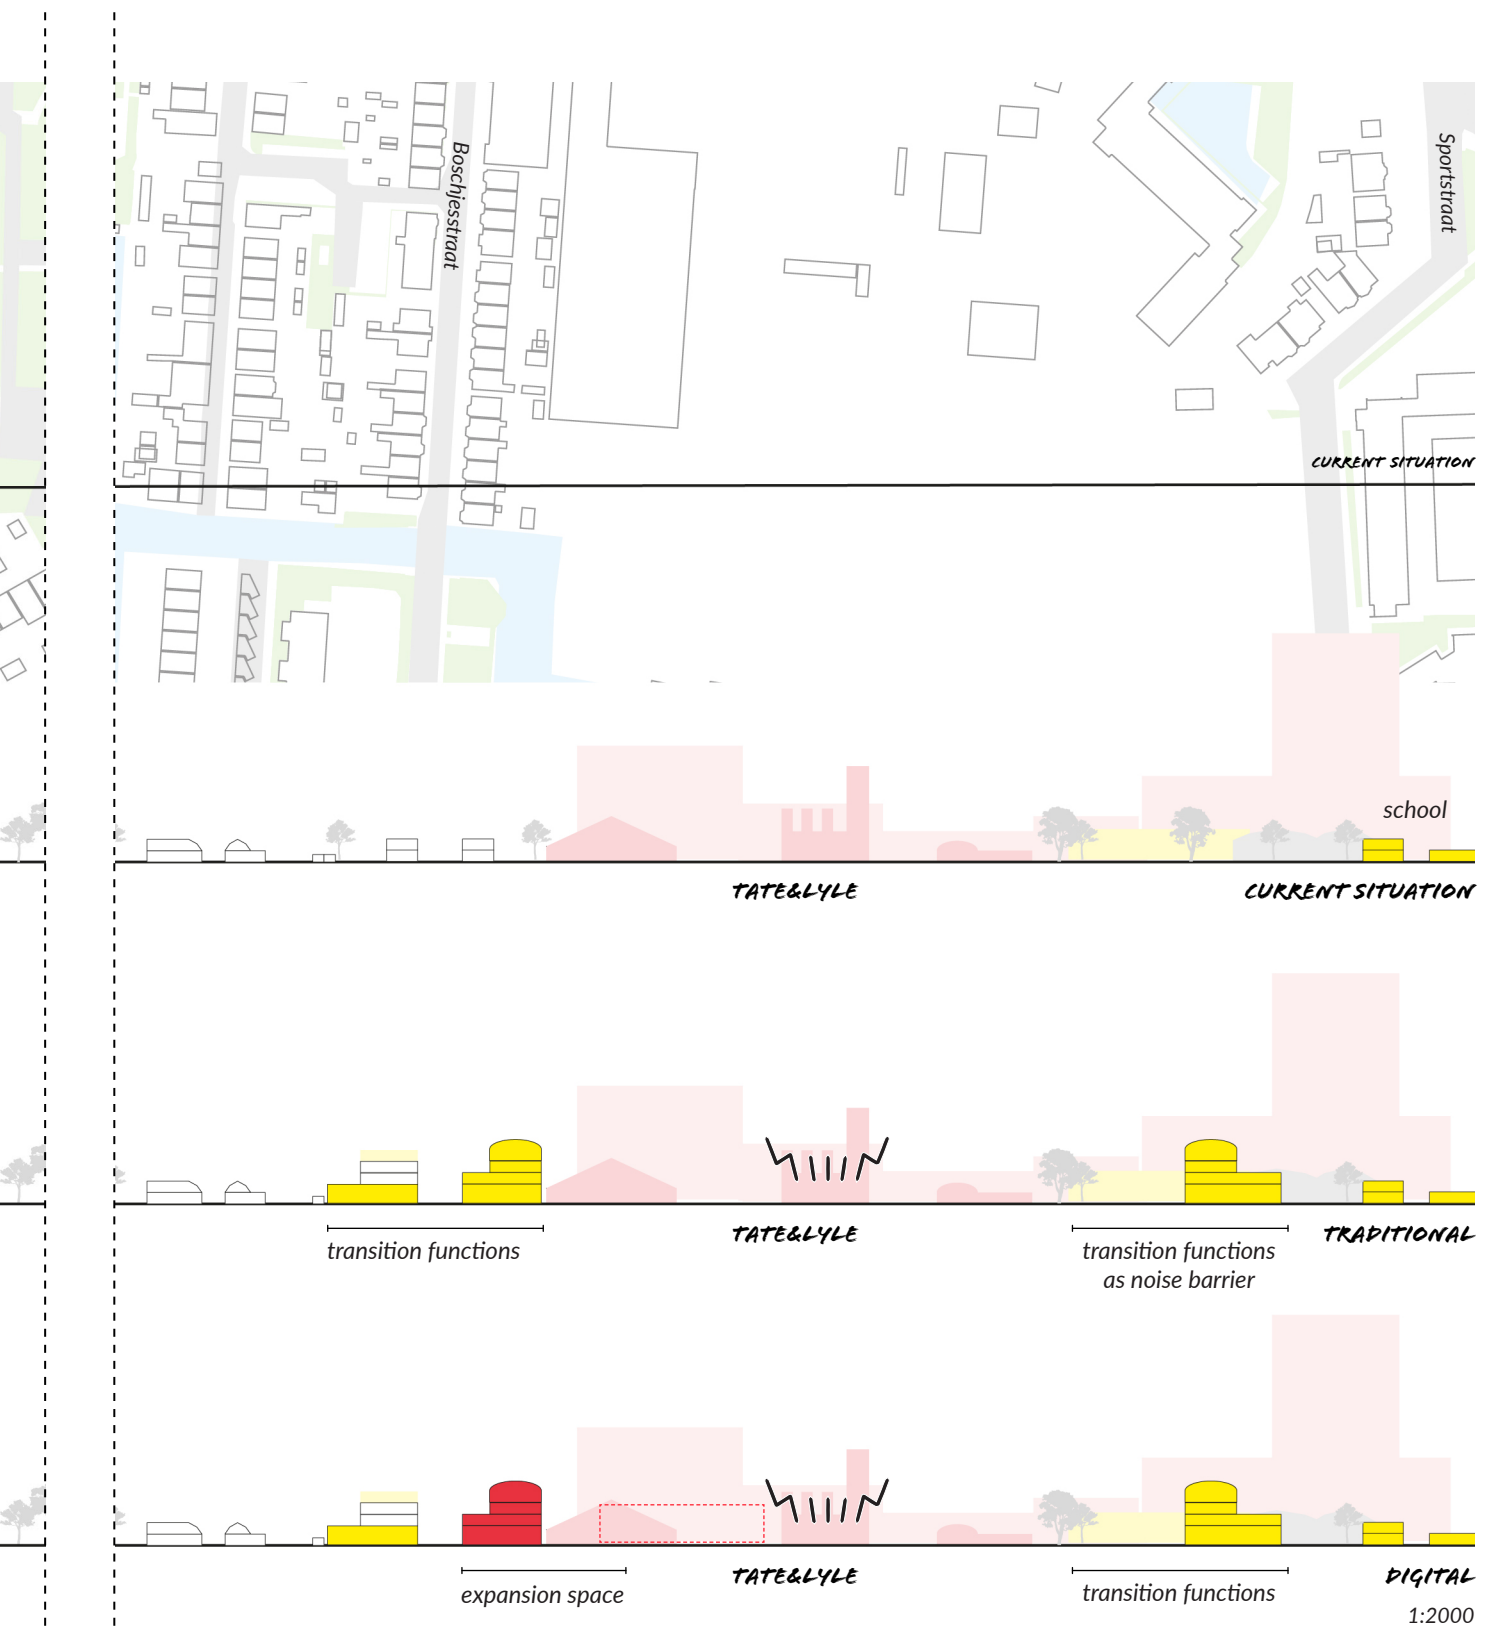 Boschjesstraat
Sportstraat
CURRENT SITUATION
school
TATE&LYLE
CURRENT SITUATION
TATE&LYLE
TRADITIONAL
transition functions
transition functions
as noise barrier
TATE&LYLE
DIGITAL
expansion space
transition functions
1:2000